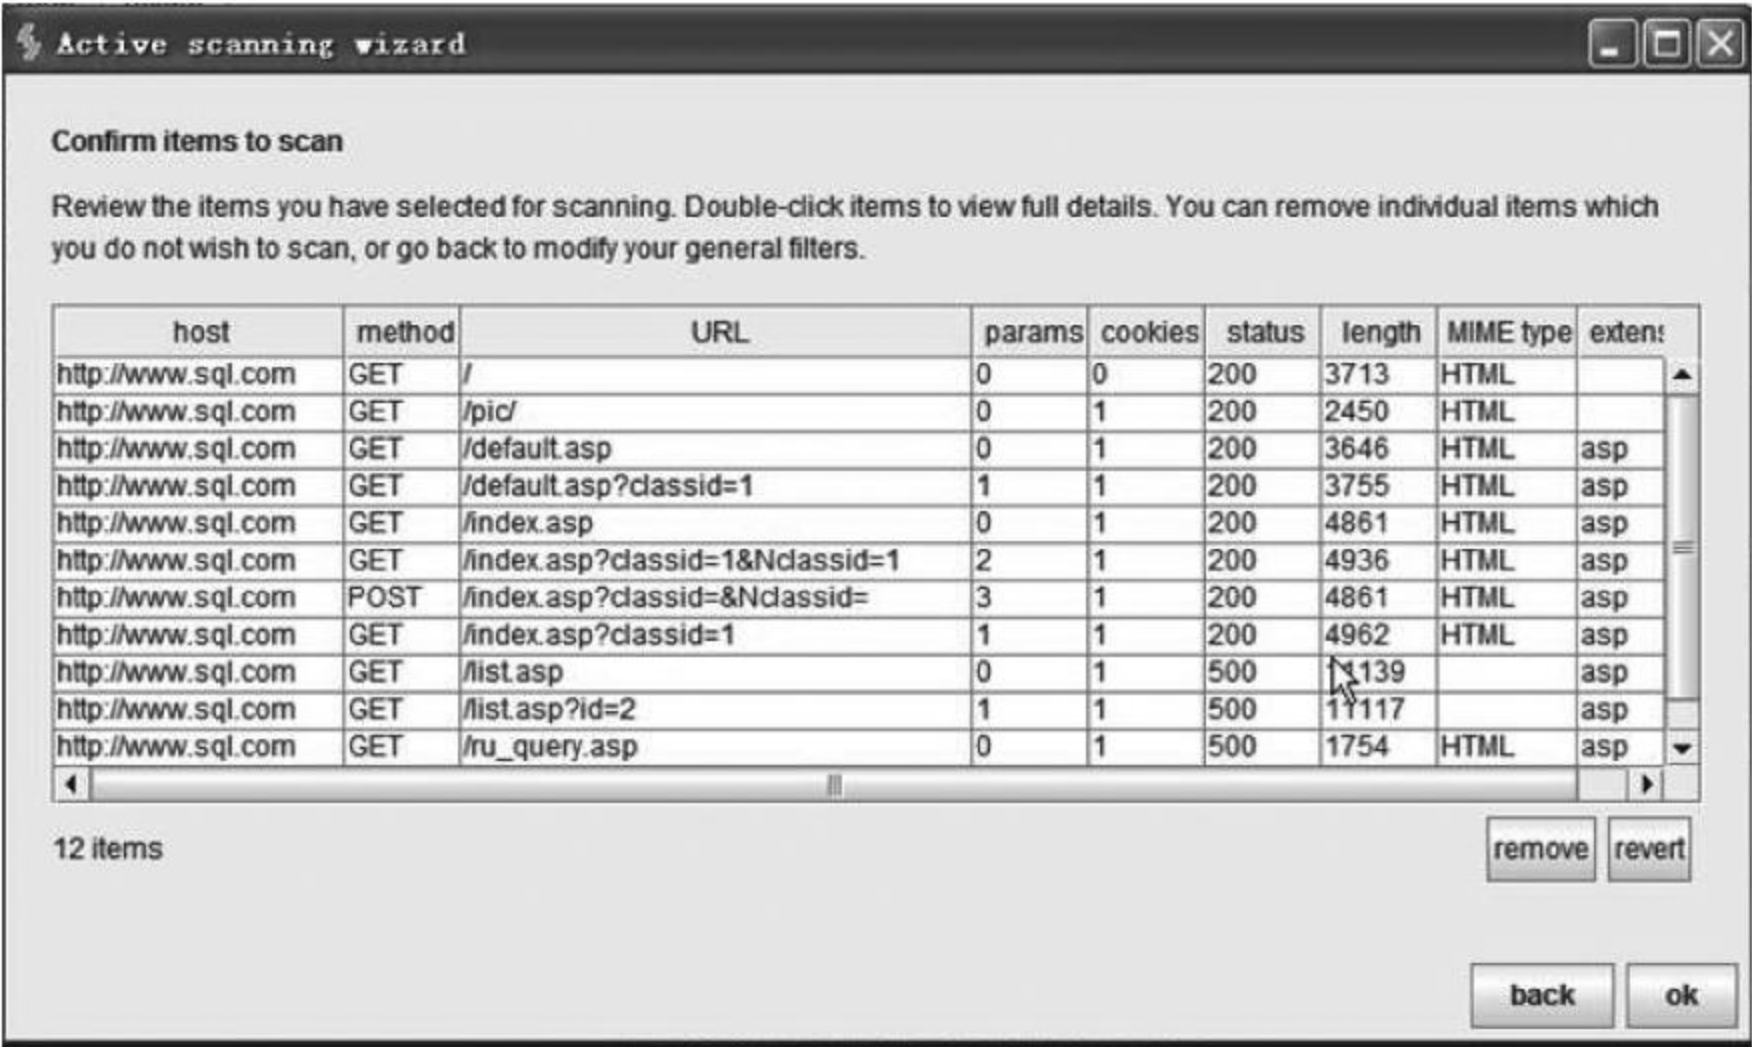 Active scanning wizard
Confirm items to scan
Review the items you have selected for scanning. Double-click items to view full details. You can remove individual items which
you do not wish to scan, or go back to modify your general filters.
host method URL params cookies status length MIME type extens
http://www.sql.com GET / 0 0 200 3713 HTML
http://www.sql.com GET /pic/ 0 1 200 2450 HTML
http://www.sql.com GET /default.asp 0 1 200 3646 HTML asp
http://www.sql.com GET /default.asp?classid=1 1 1 200 3755 HTML asp
http://www.sql.com GET /index.asp 0 1 200 4861 HTML asp
http://www.sql.com GET /index.asp?classid=1&Nclassid=1 2 1 200 4936 HTML asp
http://www.sql.com POST /index.asp?classid=&Nclassid= 3 1 200 4861 HTML asp
http://www.sql.com GET /index.asp?classid=1 1 1 200 4962 HTML asp
http://www.sql.com GET /list.asp 0 1 500 asp
http://www.sql.com GET /list.asp?id=2 1 1 500 11117 asp
http://www.sql.com GET /ru_query.asp 0 1 500 1754 HTML asp
12 items
remove revert
back ok